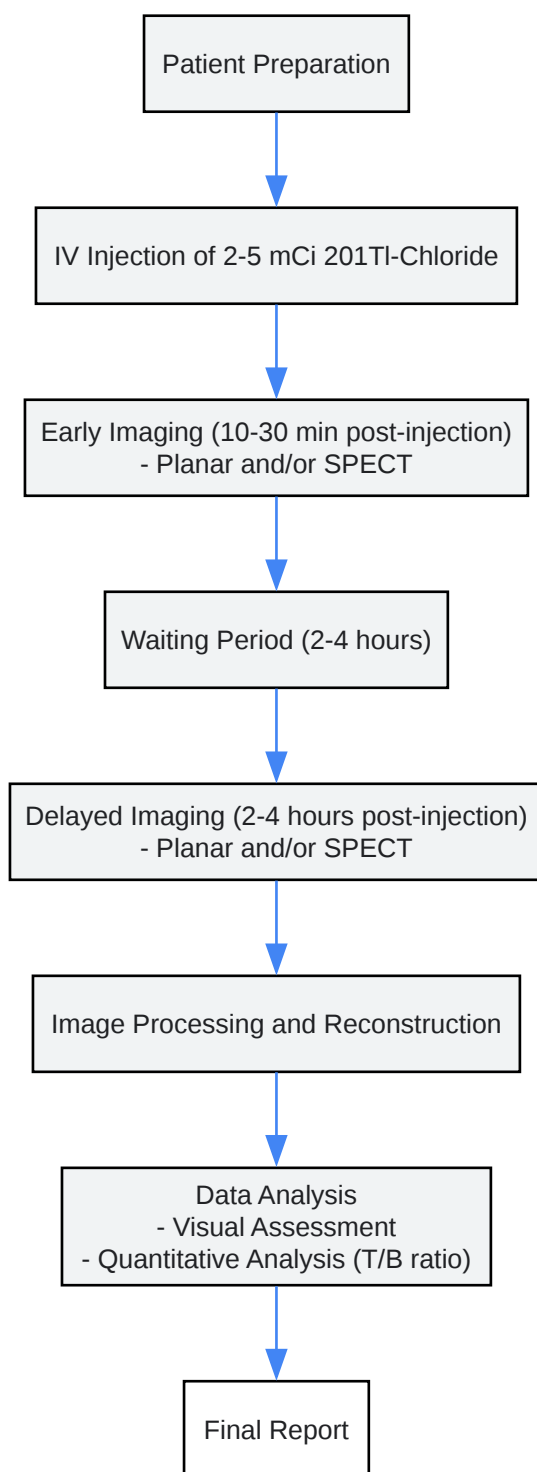 Patient Preparation
IV Injection of 2-5 mCi 201Tl-Chloride
Early Imaging (10-30 min post-injection)
- Planar and/or SPECT
Waiting Period (2-4 hours)
Delayed Imaging (2-4 hours post-injection)
- Planar and/or SPECT
Image Processing and Reconstruction
Data Analysis
- Visual Assessment
- Quantitative Analysis (T/B ratio)
Final Report